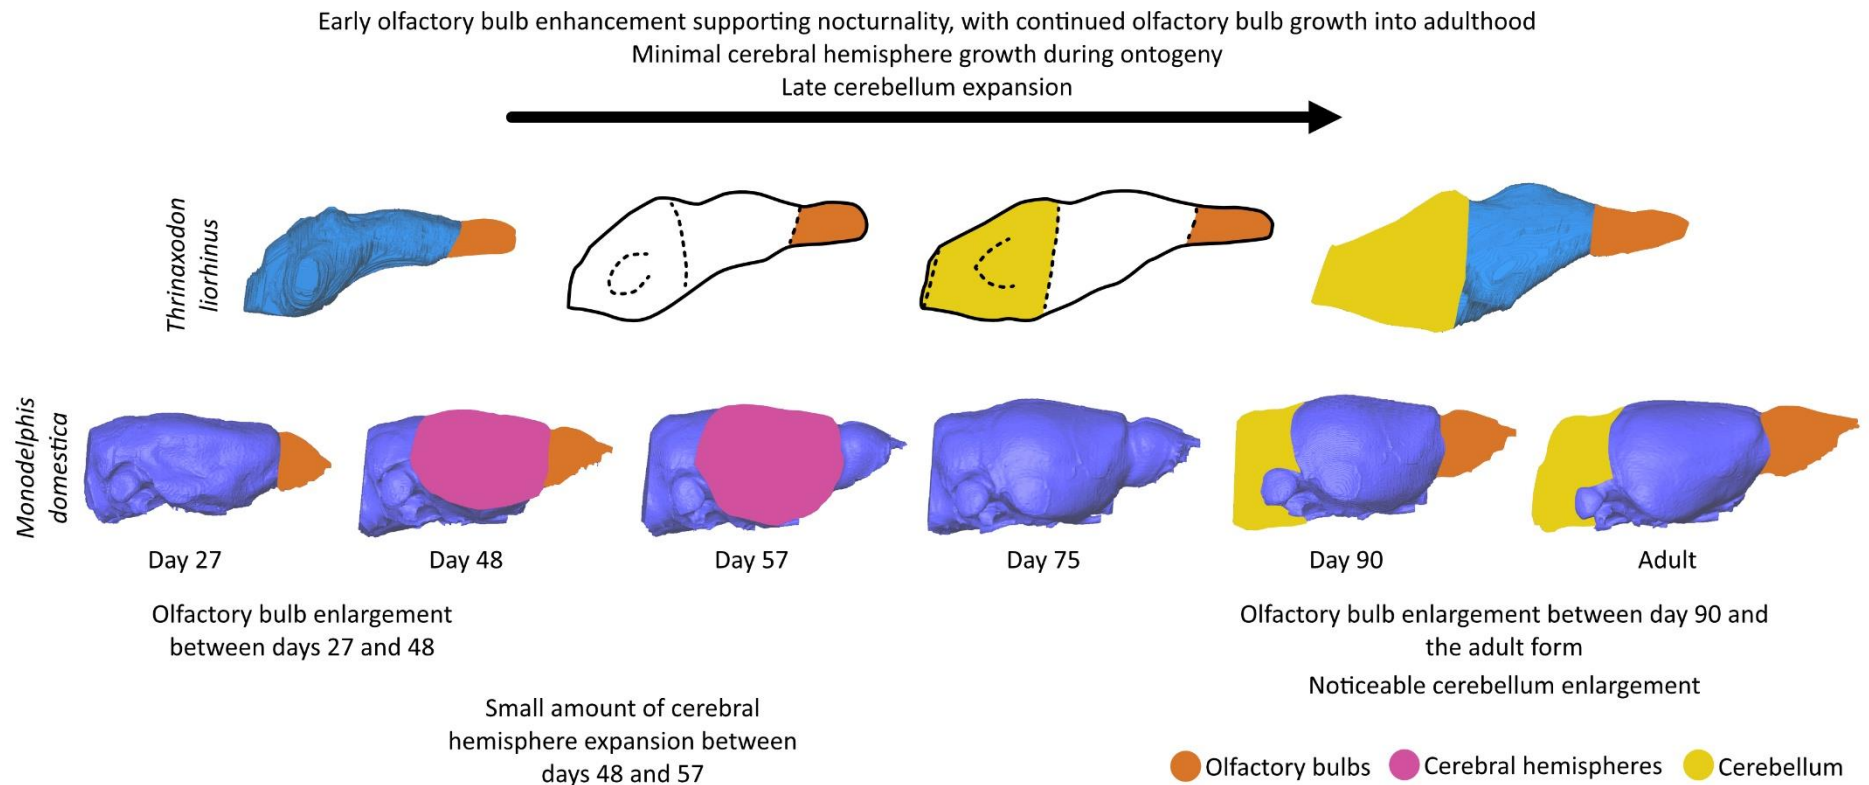 Early olfactory bulb enhancement supporting nocturnality, with continued olfactory bulb growth into adulthood
Minimal cerebral hemisphere growth during ontogeny
Late cerebellum expansion
Thrinaxodon
liorhinus
Monodelphis
domestica
Day 27
Day 48
Day 57
Day 75
Day 90
Adult
Olfactory bulb enlargement
between days 27 and 48
Small amount of cerebral
hemisphere expansion between
days 48 and 57
Olfactory bulb enlargement between day 90 and
the adult form
Noticeable cerebellum enlargement
Olfactory bulbs
Cerebral hemispheres
Cerebellum